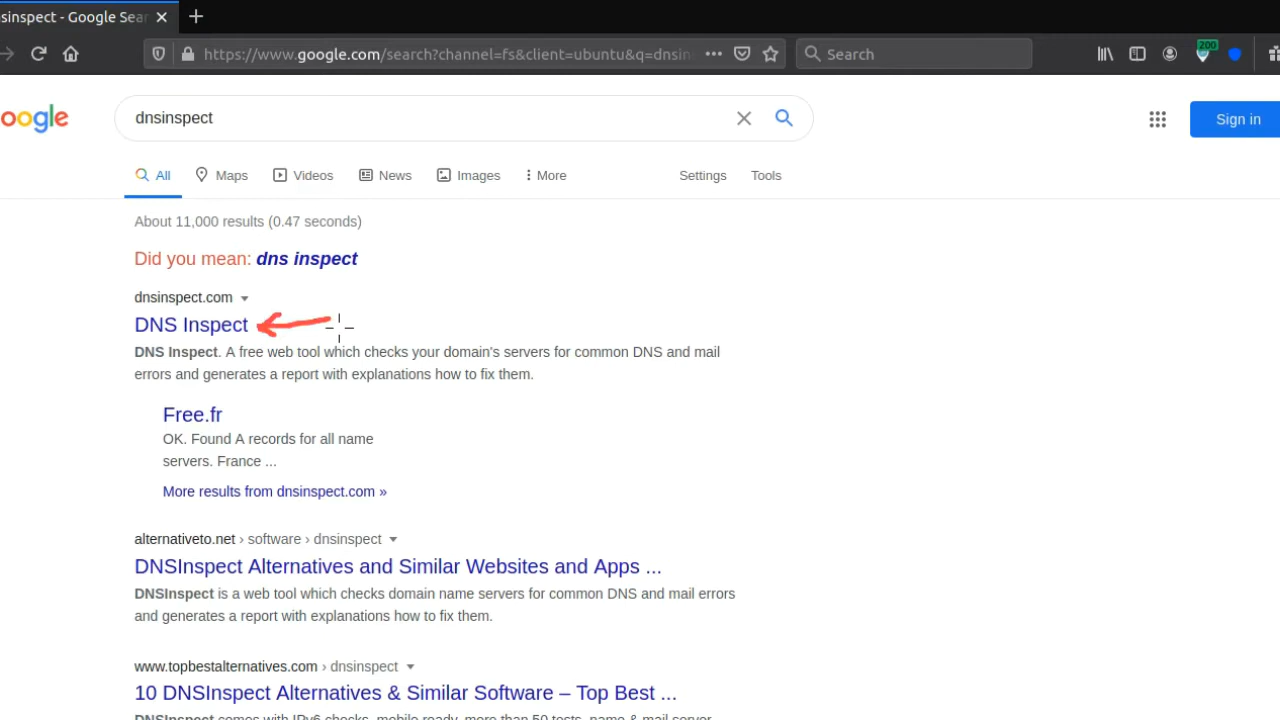 sinspect - Google Sear
https://www.google.com/search?channel=fs&client=ubuntu&q=dnsin
Search
200
oogle
dnsinspect
Sign in
All
Maps
Videos
News
Images
More
Settings
Tools
About 11,000 results (0.47 seconds)
Did you mean: dns inspect
dnsinspect.com
DNS Inspect
DNS Inspect. A free web tool which checks your domain's servers for common DNS and mail
errors and generates a report with explanations how to fix them.
Free.fr
OK. Found A records for all name
servers. France ...
More results from dnsinspect.com »
alternativeto.net › software › dnsinspect
DNSInspect Alternatives and Similar Websites and Apps ...
DNSInspect is a web tool which checks domain name servers for common DNS and mail errors
and generates a report with explanations how to fix them.
www.topbestalternatives.com › dnsinspect
10 DNSInspect Alternatives & Similar Software – Top Best ...
DNSInspect comes with IPv6 checks, mobile ready, more than 50 tests, name & mail server